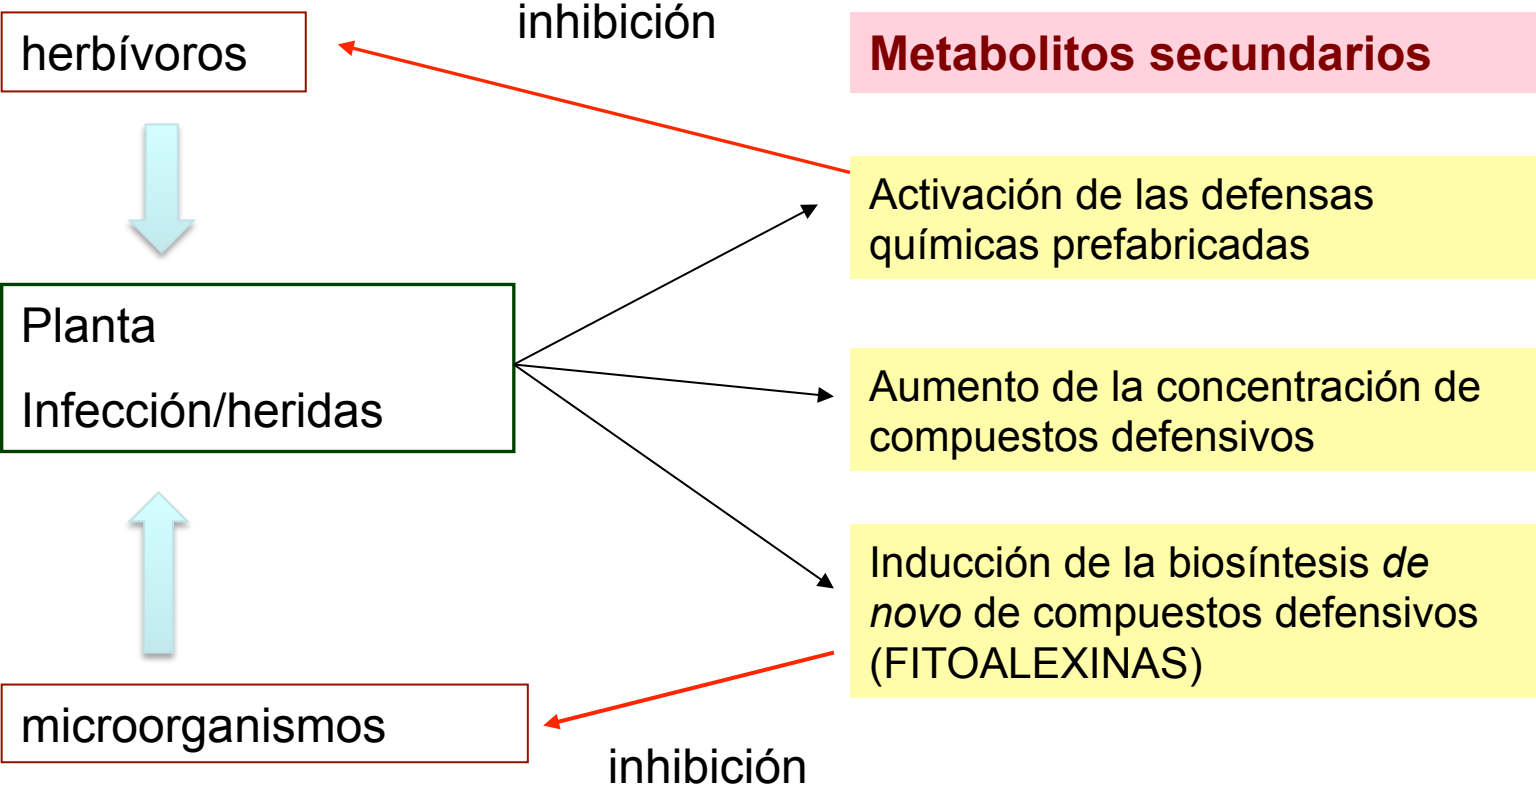 inhibición
herbívoros
Metabolitos secundarios
Activación de las defensas
químicas prefabricadas
Planta
Infección/heridas
Aumento de la concentración de
compuestos defensivos
Inducción de la biosíntesis de
novo de compuestos defensivos
(FITOALEXINAS)
microorganismos
inhibición